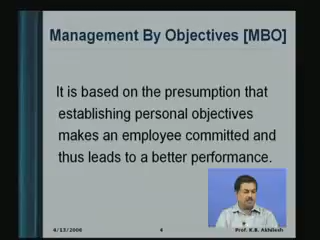 Management By Objectives [MBO]
It is based on the presumption that
establishing personal objectives
makes an employee committed and
thus leads to a better performance.
6/13/2006 4 Prof. K.B. Akhilesh